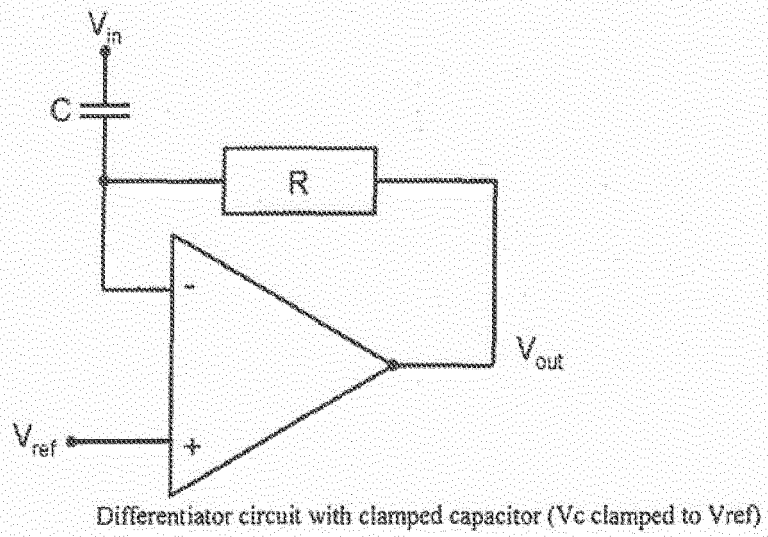 Vin
C
R
-
Vout
Vref
+
Differentiator circuit with clamped capacitor (Vc clamped to Vref)